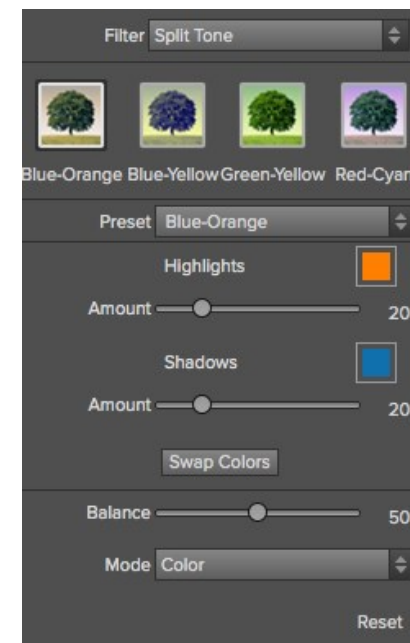 Filter Split Tone
Blue-Orange Blue-Yellow Green-Yellow Red-Cyan
Preset Blue-Orange
Highlights
Amount 20
Shadows
Amount 20
Swap Colors
Balance 50
Mode Color
Reset